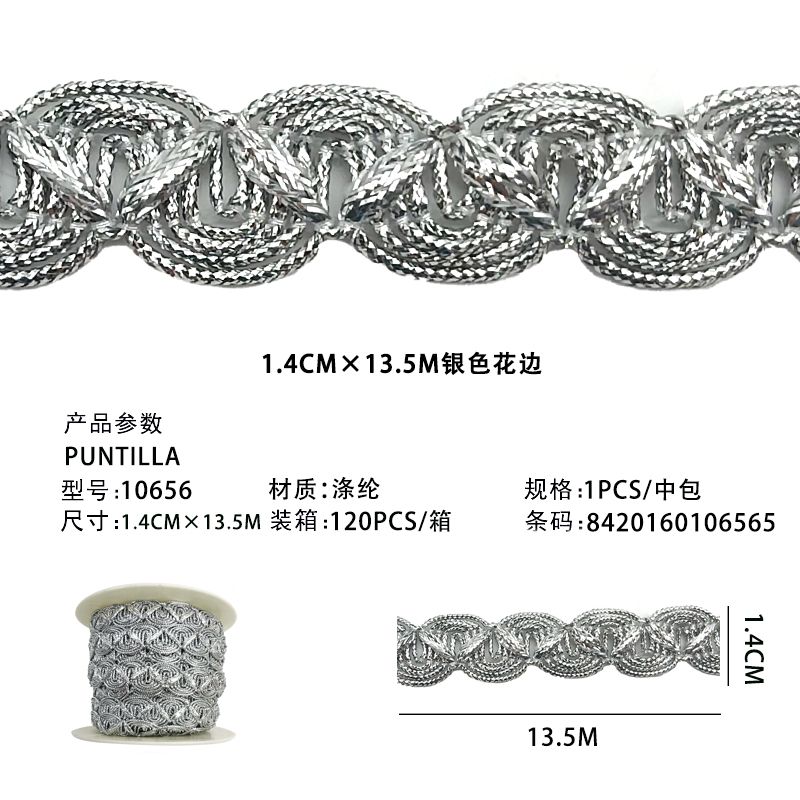 1.4CM×13.5M银色花边
产品参数
PUNTILLA
型号:10656 材质:涤纶 规格:1PCS/中包
尺寸:1.4CM×13.5M 装箱:120PCS/箱 条码:8420160106565
1.4CM
13.5M